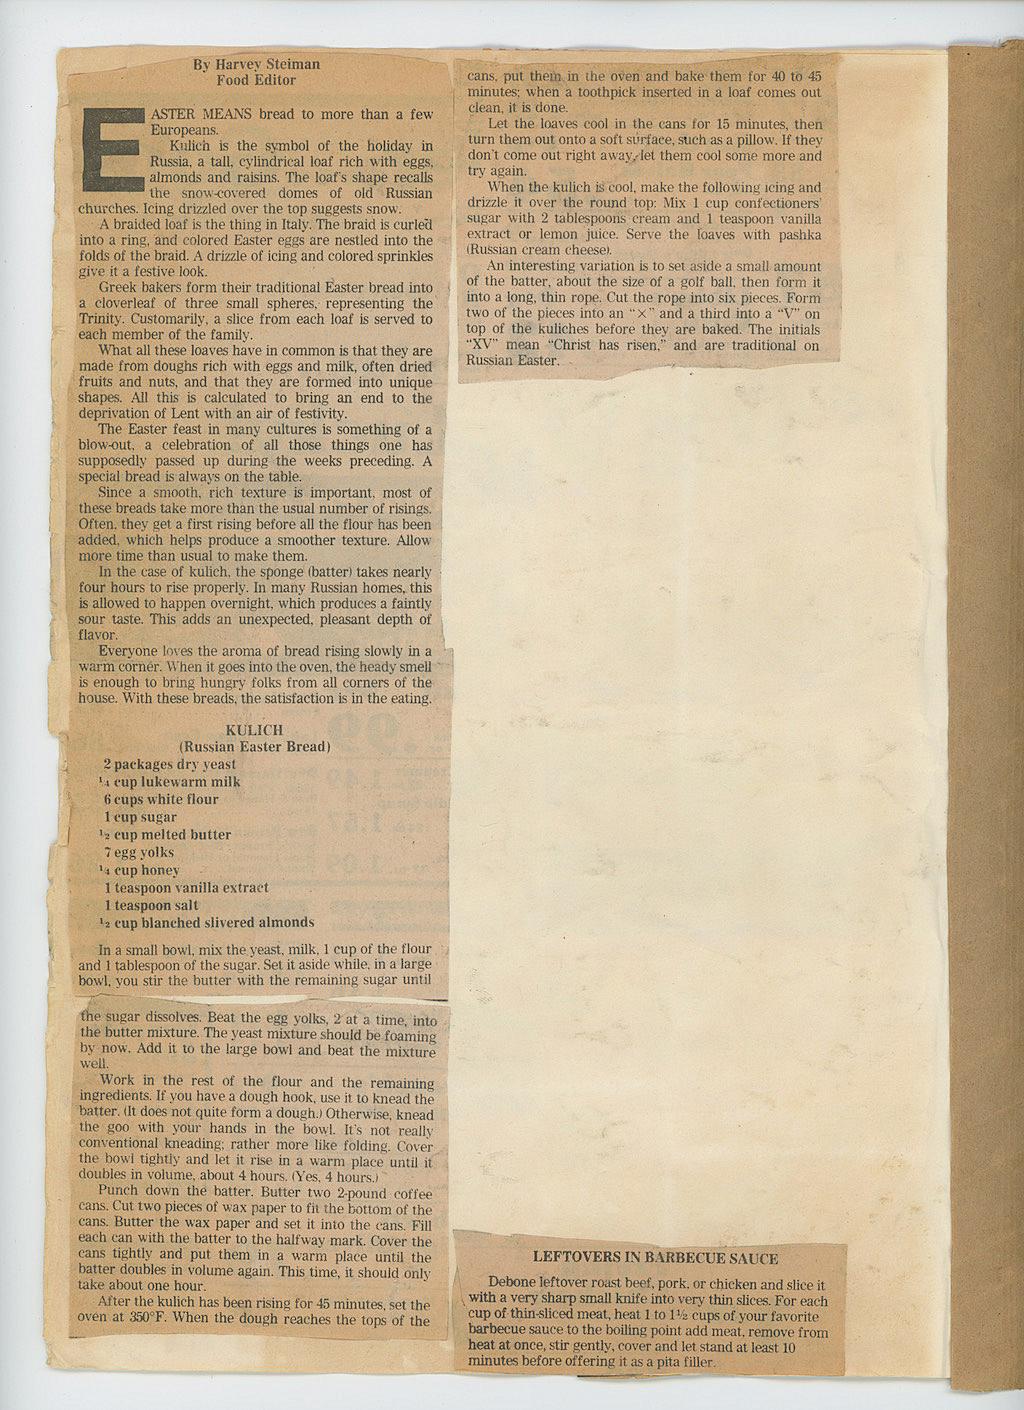 By Harvey Steiman
Food Editor
EASTER MEANS bread to more than a few
Europeans.
Kulich is the symbol of the holiday in
Russia, a tall, cylindrical loaf rich with eggs,
almonds and raisins. The loaf's shape recalls
the snow-covered domes of old Russian
churches. Icing drizzled over the top suggests snow.
A braided loaf is the thing in Italy. The braid is curled
into a ring, and colored Easter eggs are nestled into the
folds of the braid. A drizzle of icing and colored sprinkles
give it a festive look.
Greek bakers form their traditional Easter bread into
a cloverleaf of three small spheres, representing the
Trinity. Customarily, a slice from each loaf is served to
each member of the family.
What all these loaves have in common is that they are
made from doughs rich with eggs and milk, often dried
fruits and nuts, and that they are formed into unique
shapes. All this is calculated to bring an end to the
deprivation of Lent with an air of festivity.
The Easter feast in many cultures is something of a
blow-out, a celebration of all those things one has
supposedly passed up during the weeks preceding. A
special bread is always on the table.
Since a smooth, rich texture is important, most of
these breads take more than the usual number of risings.
Often, they get a first rising before all the flour has been
added, which helps produce a smoother texture. Allow
more time than usual to make them.
In the case of kulich, the sponge (batter) takes nearly
four hours to rise properly. In many Russian homes, this
is allowed to happen overnight, which produces a faintly
sour taste. This adds an unexpected, pleasant depth of
flavor.
Everyone loves the aroma of bread rising slowly in a
warm corner. When it goes into the oven, the heady smell
is enough to bring hungry folks from all corners of the
house. With these breads, the satisfaction is in the eating.
KULICH
(Russian Easter Bread)
2 packages dry yeast
¼ cup lukewarm milk
6 cups white flour
1 cup sugar
½ cup melted butter
7 egg yolks
¼ cup honey
1 teaspoon vanilla extract
1 teaspoon salt
½ cup blanched slivered almonds
In a small bowl, mix the yeast, milk, 1 cup of the flour
and 1 tablespoon of the sugar. Set it aside while, in a large
bowl, you stir the butter with the remaining sugar until
the sugar dissolves. Beat the egg yolks, 2 at a time, into
the butter mixture. The yeast mixture should be foaming
by now. Add it to the large bowl and beat the mixture
well.
Work in the rest of the flour and the remaining
ingredients. If you have a dough hook, use it to knead the
batter. (It does not quite form a dough.) Otherwise, knead
the goo with your hands in the bowl. It's not really
conventional kneading; rather more like folding. Cover
the bowl tightly and let it rise in a warm place until it
doubles in volume, about 4 hours. (Yes, 4 hours.)
Punch down the batter. Butter two 2-pound coffee
cans. Cut two pieces of wax paper to fit the bottom of the
cans. Butter the wax paper and set it into the cans. Fill
each can with the batter to the halfway mark. Cover the
cans tightly and put them in a warm place until the
batter doubles in volume again. This time, it should only
take about one hour.
After the kulich has been rising for 45 minutes, set the
oven at 350°F. When the dough reaches the tops of the
cans, put them in the oven and bake them for 40 to 45
minutes; when a toothpick inserted in a loaf comes out
clean, it is done.
Let the loaves cool in the cans for 15 minutes, then
turn them out onto a soft surface, such as a pillow. If they
don't come out right away, let them cool some more and
try again.
When the kulich is cool, make the following icing and
drizzle it over the round top: Mix 1 cup confectioners'
sugar with 2 tablespoons cream and 1 teaspoon vanilla
extract or lemon juice. Serve the loaves with pashka
(Russian cream cheese).
An interesting variation is to set aside a small amount
of the batter, about the size of a golf ball, then form it
into a long, thin rope. Cut the rope into six pieces. Form
two of the pieces into an "×" and a third into a "V" on
top of the kuliches before they are baked. The initials
"XV" mean "Christ has risen," and are traditional on
Russian Easter.
LEFTOVERS IN BARBECUE SAUCE
Debone leftover roast beef, pork, or chicken and slice it
with a very sharp small knife into very thin slices. For each
cup of thin-sliced meat, heat 1 to 1½ cups of your favorite
barbecue sauce to the boiling point add meat, remove from
heat at once, stir gently, cover and let stand at least 10
minutes before offering it as a pita filler.